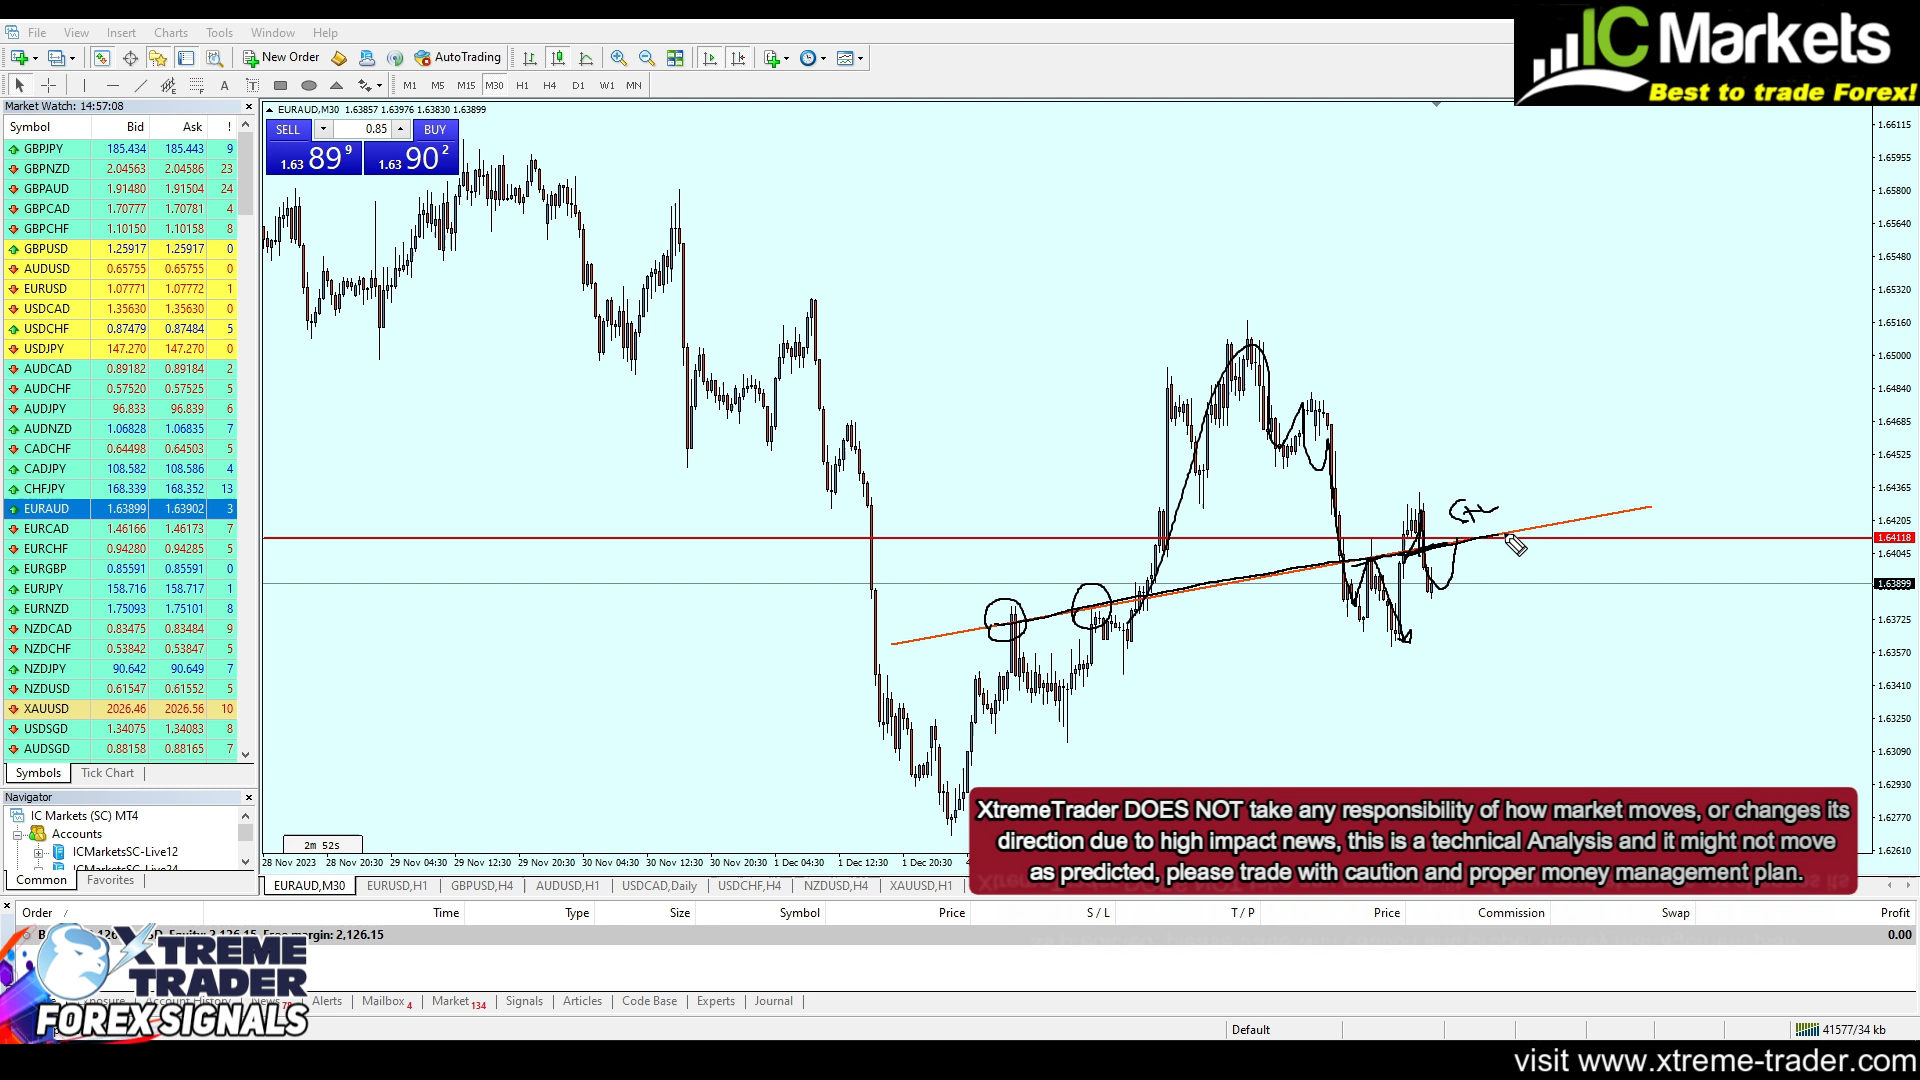 IC Markets
Best to trade Forex!
File View Insert Charts Tools Window Help
New Order AutoTrading
A T M1 M5 M15 M30 H1 H4 D1 W1 MN
Market Watch: 14:57:08
Symbol Bid Ask !
GBPJPY 185.434 185.443 9
GBPNZD 2.04563 2.04586 23
GBPAUD 1.91480 1.91504 24
GBPCAD 1.70777 1.70781 4
GBPCHF 1.10150 1.10158 8
GBPUSD 1.25917 1.25917 0
AUDUSD 0.65755 0.65755 0
EURUSD 1.07771 1.07772 1
USDCAD 1.35630 1.35630 0
USDCHF 0.87479 0.87484 5
USDJPY 147.270 147.270 0
AUDCAD 0.89182 0.89184 2
AUDCHF 0.57520 0.57525 5
AUDJPY 96.833 96.839 6
AUDNZD 1.06828 1.06835 7
CADCHF 0.64498 0.64503 5
CADJPY 108.582 108.586 4
CHFJPY 168.339 168.352 13
EURAUD 1.63899 1.63902 3
EURCAD 1.46166 1.46173 7
EURCHF 0.94280 0.94285 5
EURGBP 0.85591 0.85591 0
EURJPY 158.716 158.717 1
EURNZD 1.75093 1.75101 8
NZDCAD 0.83475 0.83484 9
NZDCHF 0.53842 0.53847 5
NZDJPY 90.642 90.649 7
NZDUSD 0.61547 0.61552 5
XAUUSD 2026.46 2026.56 10
USDSGD 1.34075 1.34083 8
AUDSGD 0.88158 0.88165 7
Symbols Tick Chart
Navigator
IC Markets (SC) MT4
Accounts
ICMarketsSC-Live12
ICMarketsSC-Live24
Common Favorites
EURAUD,M30 1.63857 1.63976 1.63830 1.63899
SELL 0.85 BUY
1.63 89 9 1.63 90 2
1.66115
1.65955
1.65800
1.65640
1.65480
1.65320
1.65160
1.65000
1.64840
1.64685
1.64525
1.64365
1.64205
1.64118
1.64045
1.63899
1.63725
1.63570
1.63410
1.63250
1.63090
1.62930
1.62770
1.62610
2m 52s
28 Nov 2023 28 Nov 20:30 29 Nov 04:30 29 Nov 12:30 29 Nov 20:30 30 Nov 04:30 30 Nov 12:30 30 Nov 20:30 1 Dec 04:30 1 Dec 12:30 1 Dec 20:30
XtremeTrader DOES NOT take any responsibility of how market moves, or changes its
direction due to high impact news, this is a technical Analysis and it might not move
as predicted, please trade with caution and proper money management plan.
EURAUD,M30 EURUSD,H1 GBPUSD,H4 AUDUSD,H1 USDCAD,Daily USDCHF,H4 NZDUSD,H4 XAUUSD,H1
Order / Time Type Size Symbol Price S / L T / P Price Commission Swap Profit
Equity: 2,126.15 Free margin: 2,126.15 0.00
XTREME
TRADER
FOREX SIGNALS
Exposure Account History News 78 Alerts Mailbox 4 Market 134 Signals Articles Code Base Experts Journal
Default 41577/34 kb
visit www.xtreme-trader.com